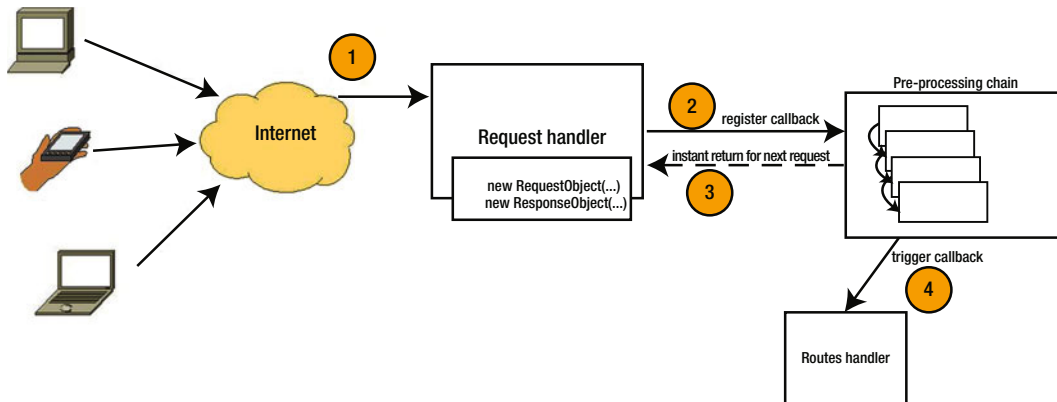 1
Internet
Request handler
new RequestObject(...)
new ResponseObject(...)
2
register callback
instant return for next request
3
Pre-processing chain
trigger callback
4
Routes handler